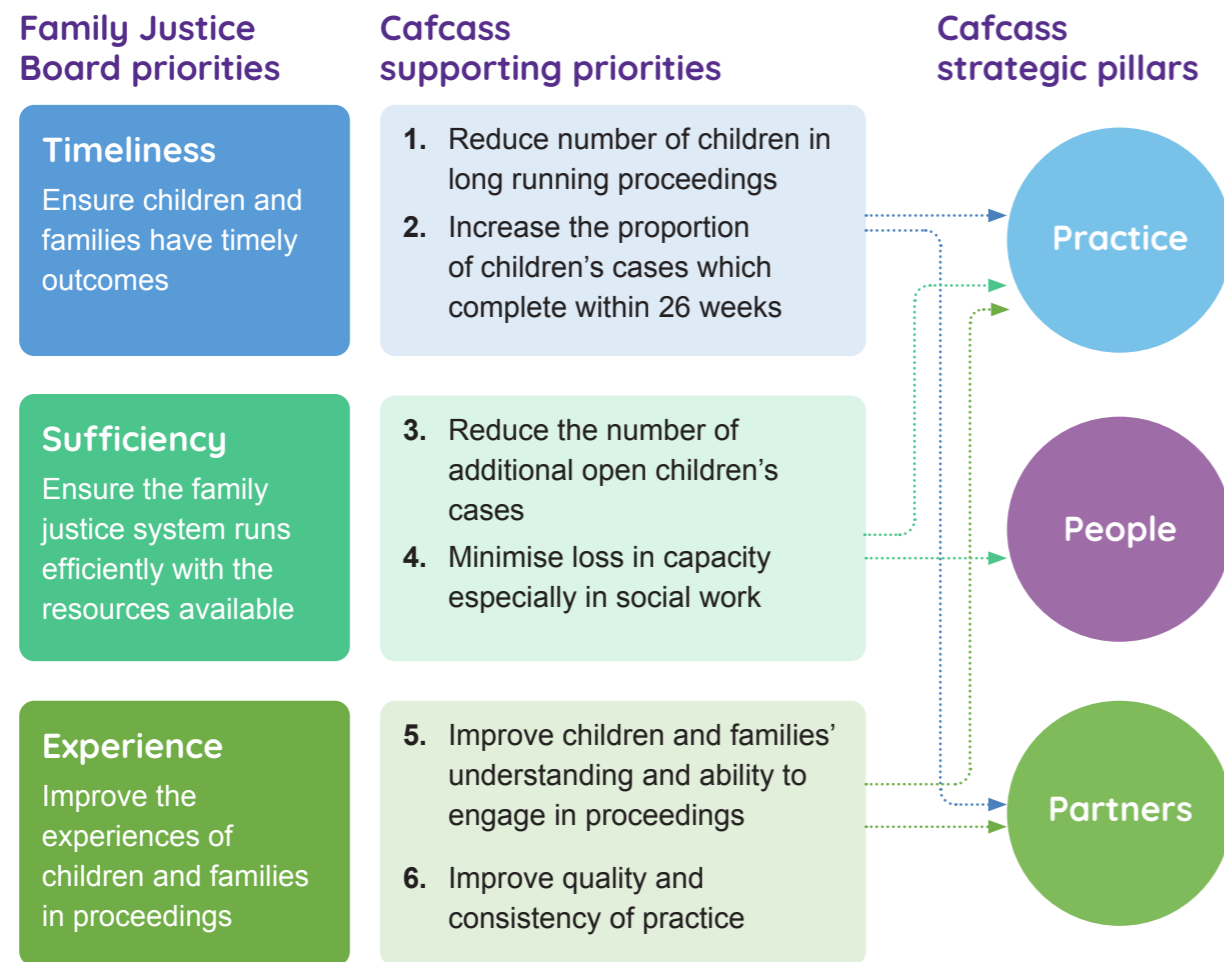 Family Justice
Board priorities
Cafcass
supporting priorities
Cafcass
strategic pillars
Timeliness
Ensure children and
families have timely
outcomes
1. Reduce number of children in
long running proceedings
2. Increase the proportion
of children’s cases which
complete within 26 weeks
Practice
Sufficiency
Ensure the family
justice system runs
efficiently with the
resources available
3. Reduce the number of
additional open children’s
cases
4. Minimise loss in capacity
especially in social work
People
Experience
Improve the
experiences of
children and families
in proceedings
5. Improve children and families’
understanding and ability to
engage in proceedings
6. Improve quality and
consistency of practice
Partners